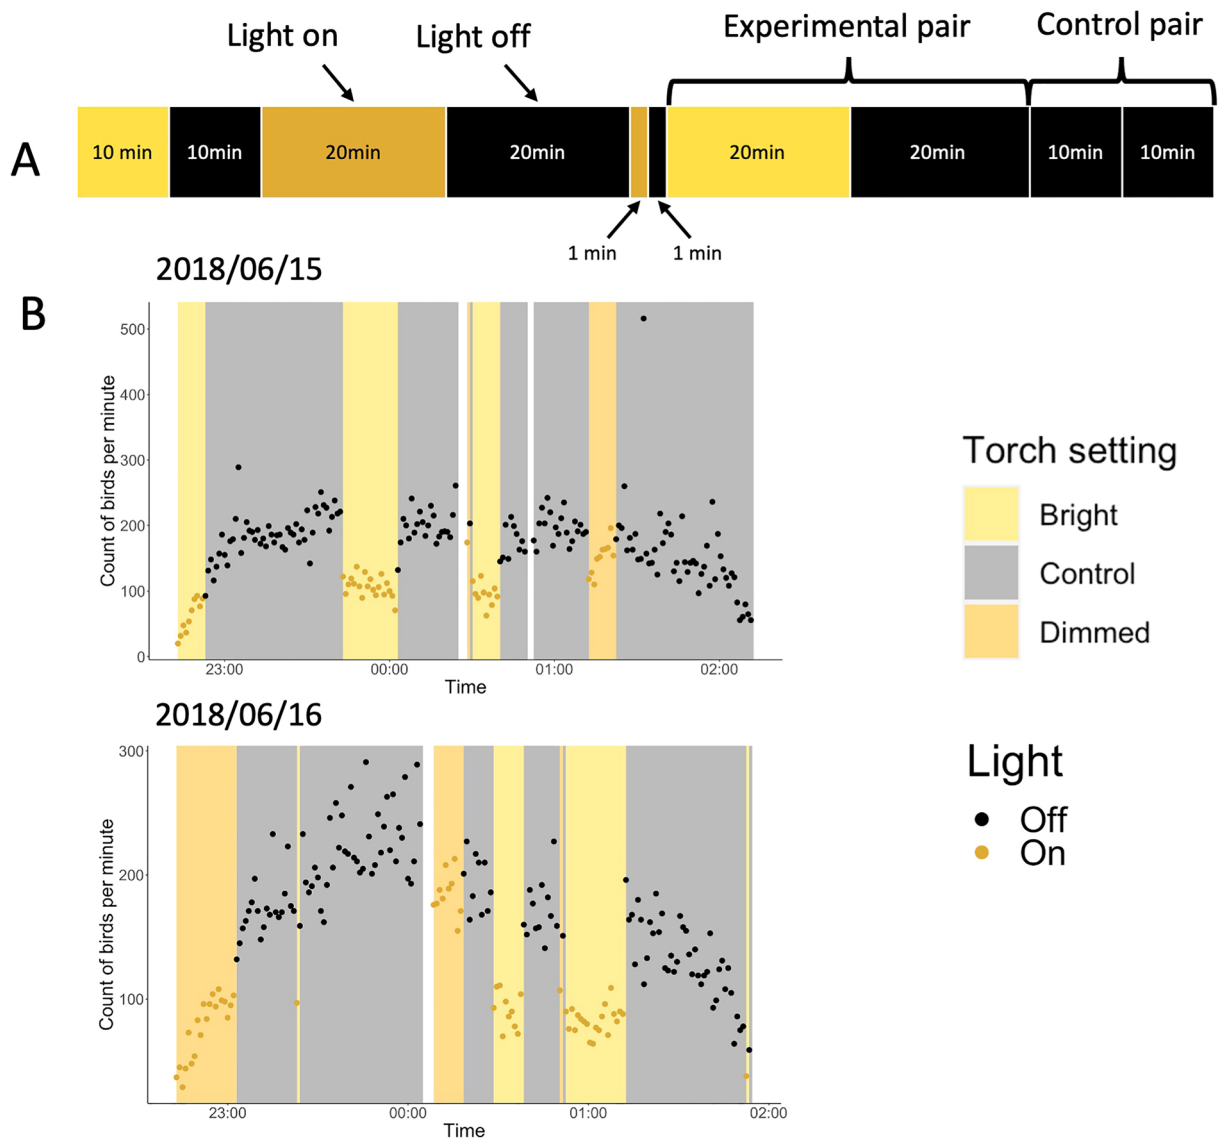 Light on
Light off
Experimental pair
Control pair
A
10 min
10min
20min
20min
20min
20min
10min
10min
1 min
1 min
2018/06/15
B
Count of birds per minute
500
400
300
200
100
0
23:00
00:00
01:00
02:00
Time
Torch setting
Bright
Control
Dimmed
2018/06/16
Count of birds per minute
300
200
100
23:00
00:00
01:00
02:00
Time
Light
Off
On